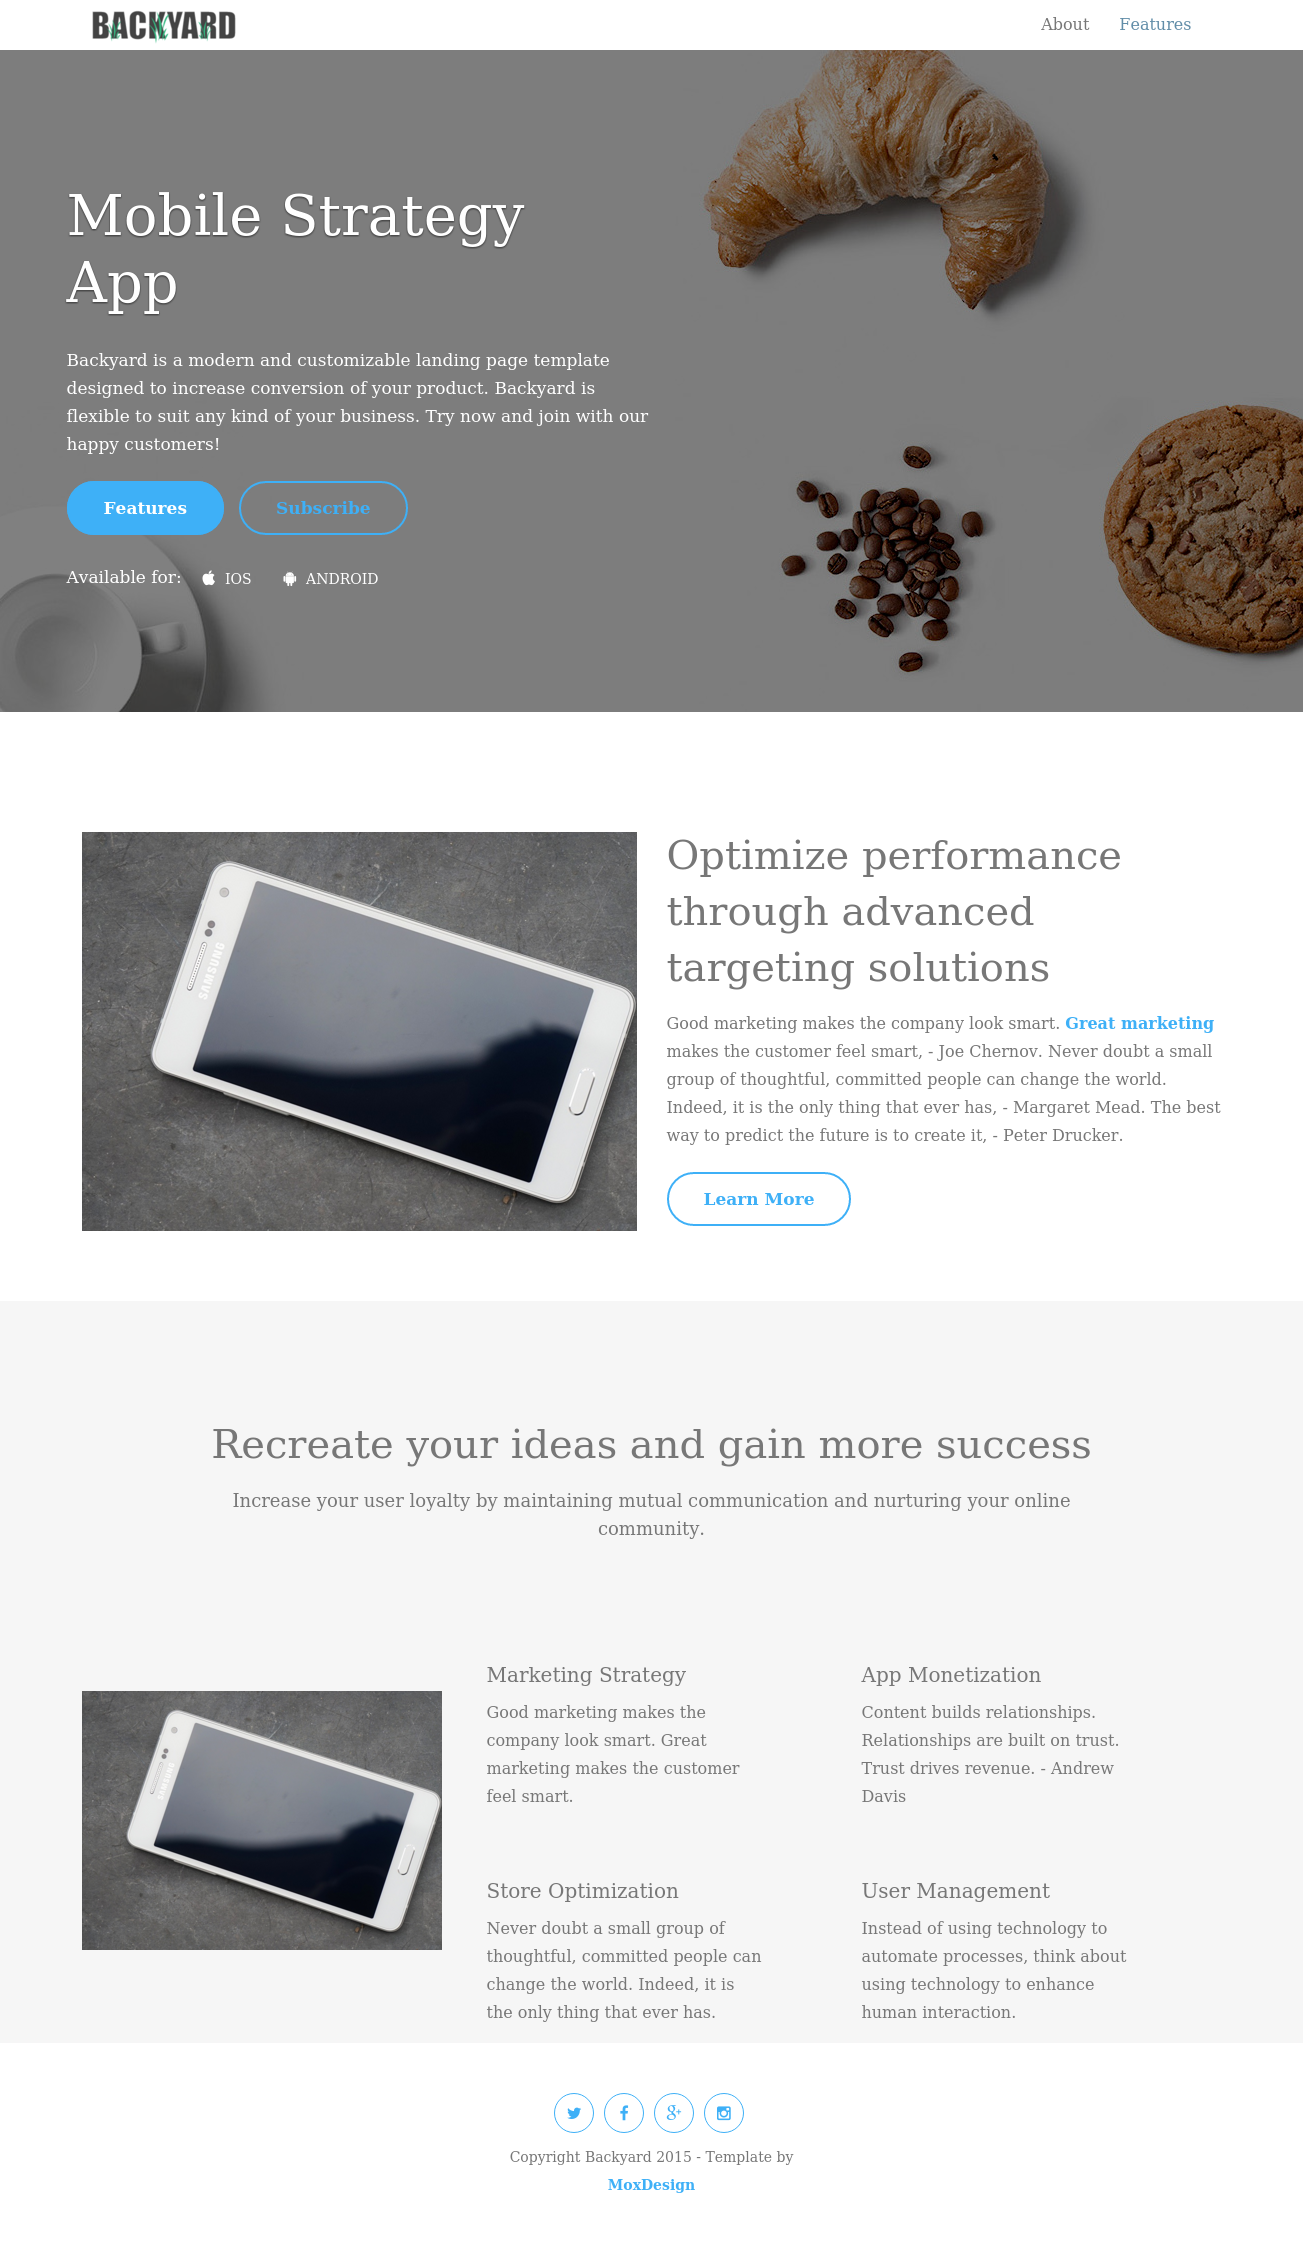 BACKYARD
About Features
Mobile Strategy
App
Backyard is a modern and customizable landing page template
designed to increase conversion of your product. Backyard is
flexible to suit any kind of your business. Try now and join with our
happy customers!
Features Subscribe
Available for: IOS ANDROID
SAMSUNG
Optimize performance
through advanced
targeting solutions
Good marketing makes the company look smart. Great marketing
makes the customer feel smart, - Joe Chernov. Never doubt a small
group of thoughtful, committed people can change the world.
Indeed, it is the only thing that ever has, - Margaret Mead. The best
way to predict the future is to create it, - Peter Drucker.
Learn More
Recreate your ideas and gain more success
Increase your user loyalty by maintaining mutual communication and nurturing your online
community.
SAMSUNG
Marketing Strategy
Good marketing makes the
company look smart. Great
marketing makes the customer
feel smart.
App Monetization
Content builds relationships.
Relationships are built on trust.
Trust drives revenue. - Andrew
Davis
Store Optimization
Never doubt a small group of
thoughtful, committed people can
change the world. Indeed, it is
the only thing that ever has.
User Management
Instead of using technology to
automate processes, think about
using technology to enhance
human interaction.
Copyright Backyard 2015 - Template by
MoxDesign